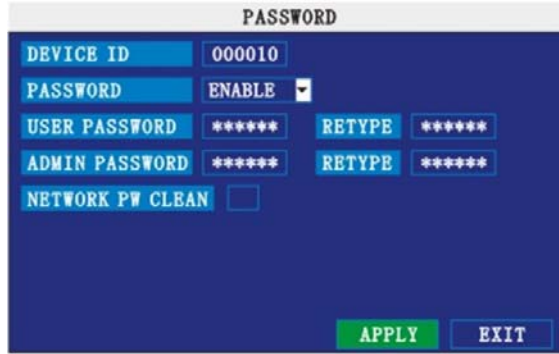 PASSWORD
DEVICE ID 000010
PASSWORD ENABLE
USER PASSWORD ****** RETYPE ******
ADMIN PASSWORD ****** RETYPE ******
NETWORK PW CLEAN
APPLY EXIT